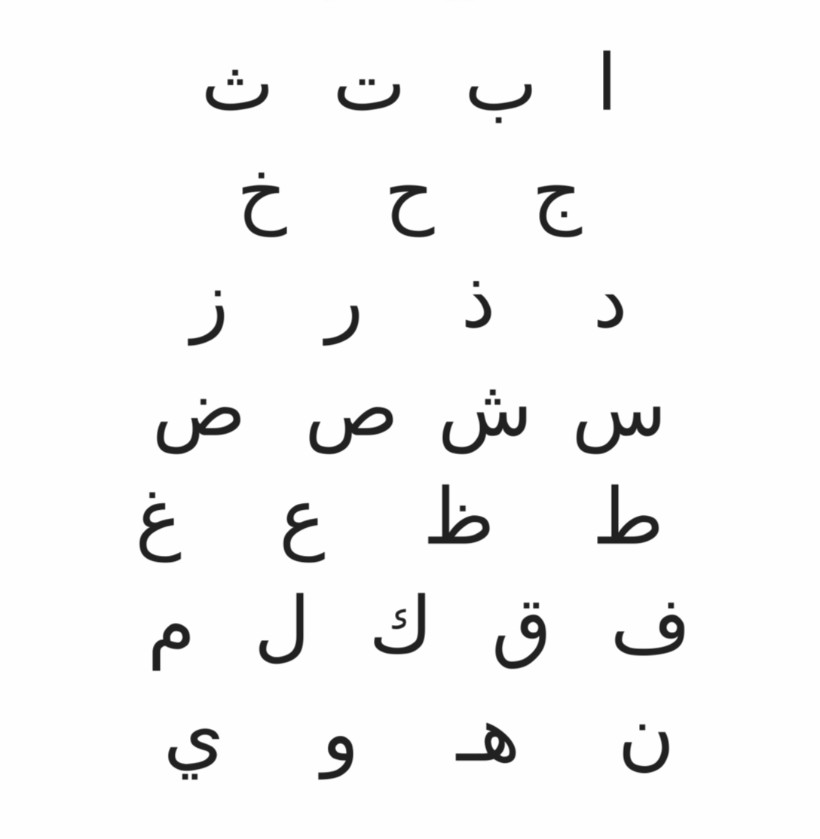 ا ب ت ث
ج ح خ
د ذ ر ز
س ش ص ض
ط ظ ع غ
ف ق ك ل م
ن هـ و ي